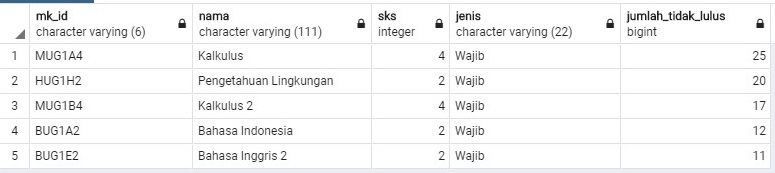 mk_id nama sks jenis jumlah_tidak_lulus
character varying (6) character varying (111) integer character varying (22) bigint
1 MUG1A4 Kalkulus 4 Wajib 25
2 HUG1H2 Pengetahuan Lingkungan 2 Wajib 20
3 MUG1B4 Kalkulus 2 4 Wajib 17
4 BUG1A2 Bahasa Indonesia 2 Wajib 12
5 BUG1E2 Bahasa Inggris 2 2 Wajib 11